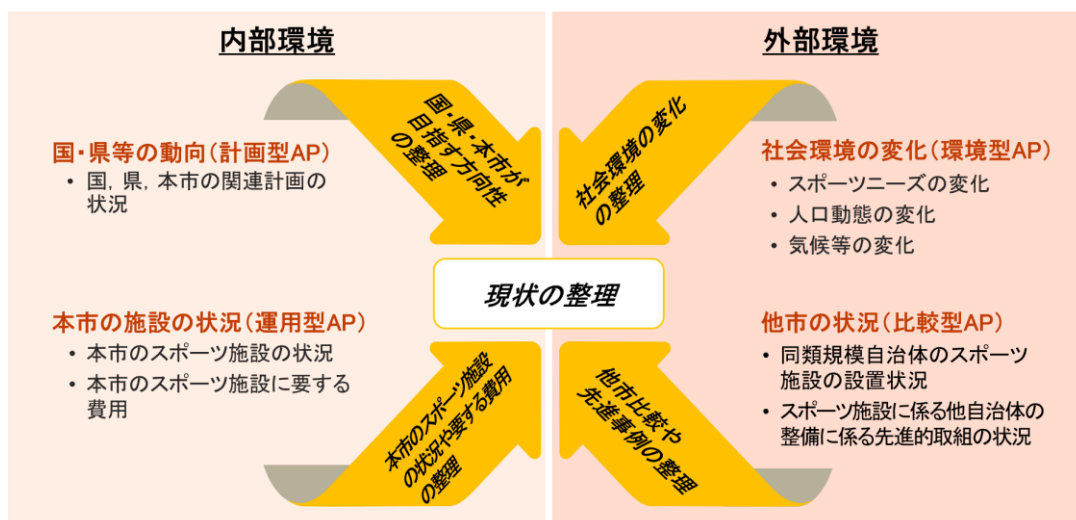 内部環境
国・県・本市が
目指す方向性
の整理
国・県等の動向（計画型AP）
• 国，県，本市の関連計画の
状況
本市の施設の状況（運用型AP）
• 本市のスポーツ施設の状況
• 本市のスポーツ施設に要する
費用
本市のスポーツ施設
の状況や要する費用
の整理
現状の整理
外部環境
社会環境の変化
の整理
社会環境の変化（環境型AP）
• スポーツニーズの変化
• 人口動態の変化
• 気候等の変化
他市の状況（比較型AP）
• 同類規模自治体のスポーツ
施設の設置状況
• スポーツ施設に係る他自治体の
整備に係る先進的取組の状況
他市比較や
先進事例の整理